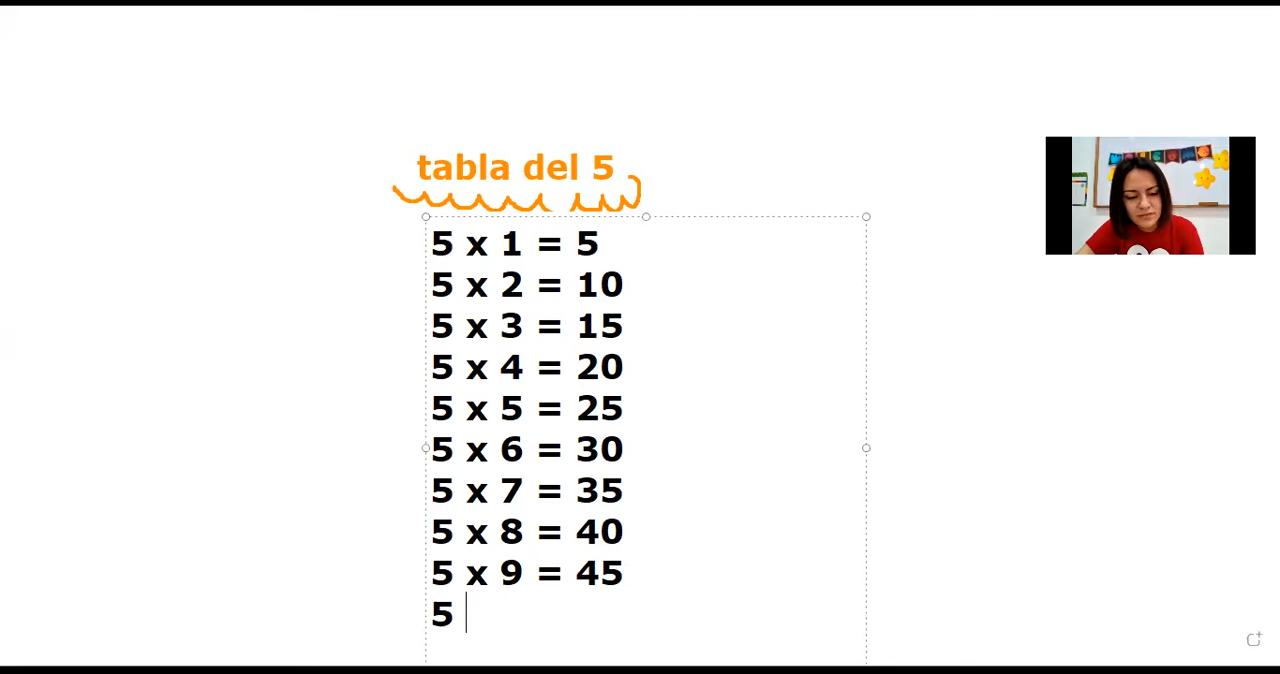 tabla del 5
5 x 1 = 5
5 x 2 = 10
5 x 3 = 15
5 x 4 = 20
5 x 5 = 25
5 x 6 = 30
5 x 7 = 35
5 x 8 = 40
5 x 9 = 45
5